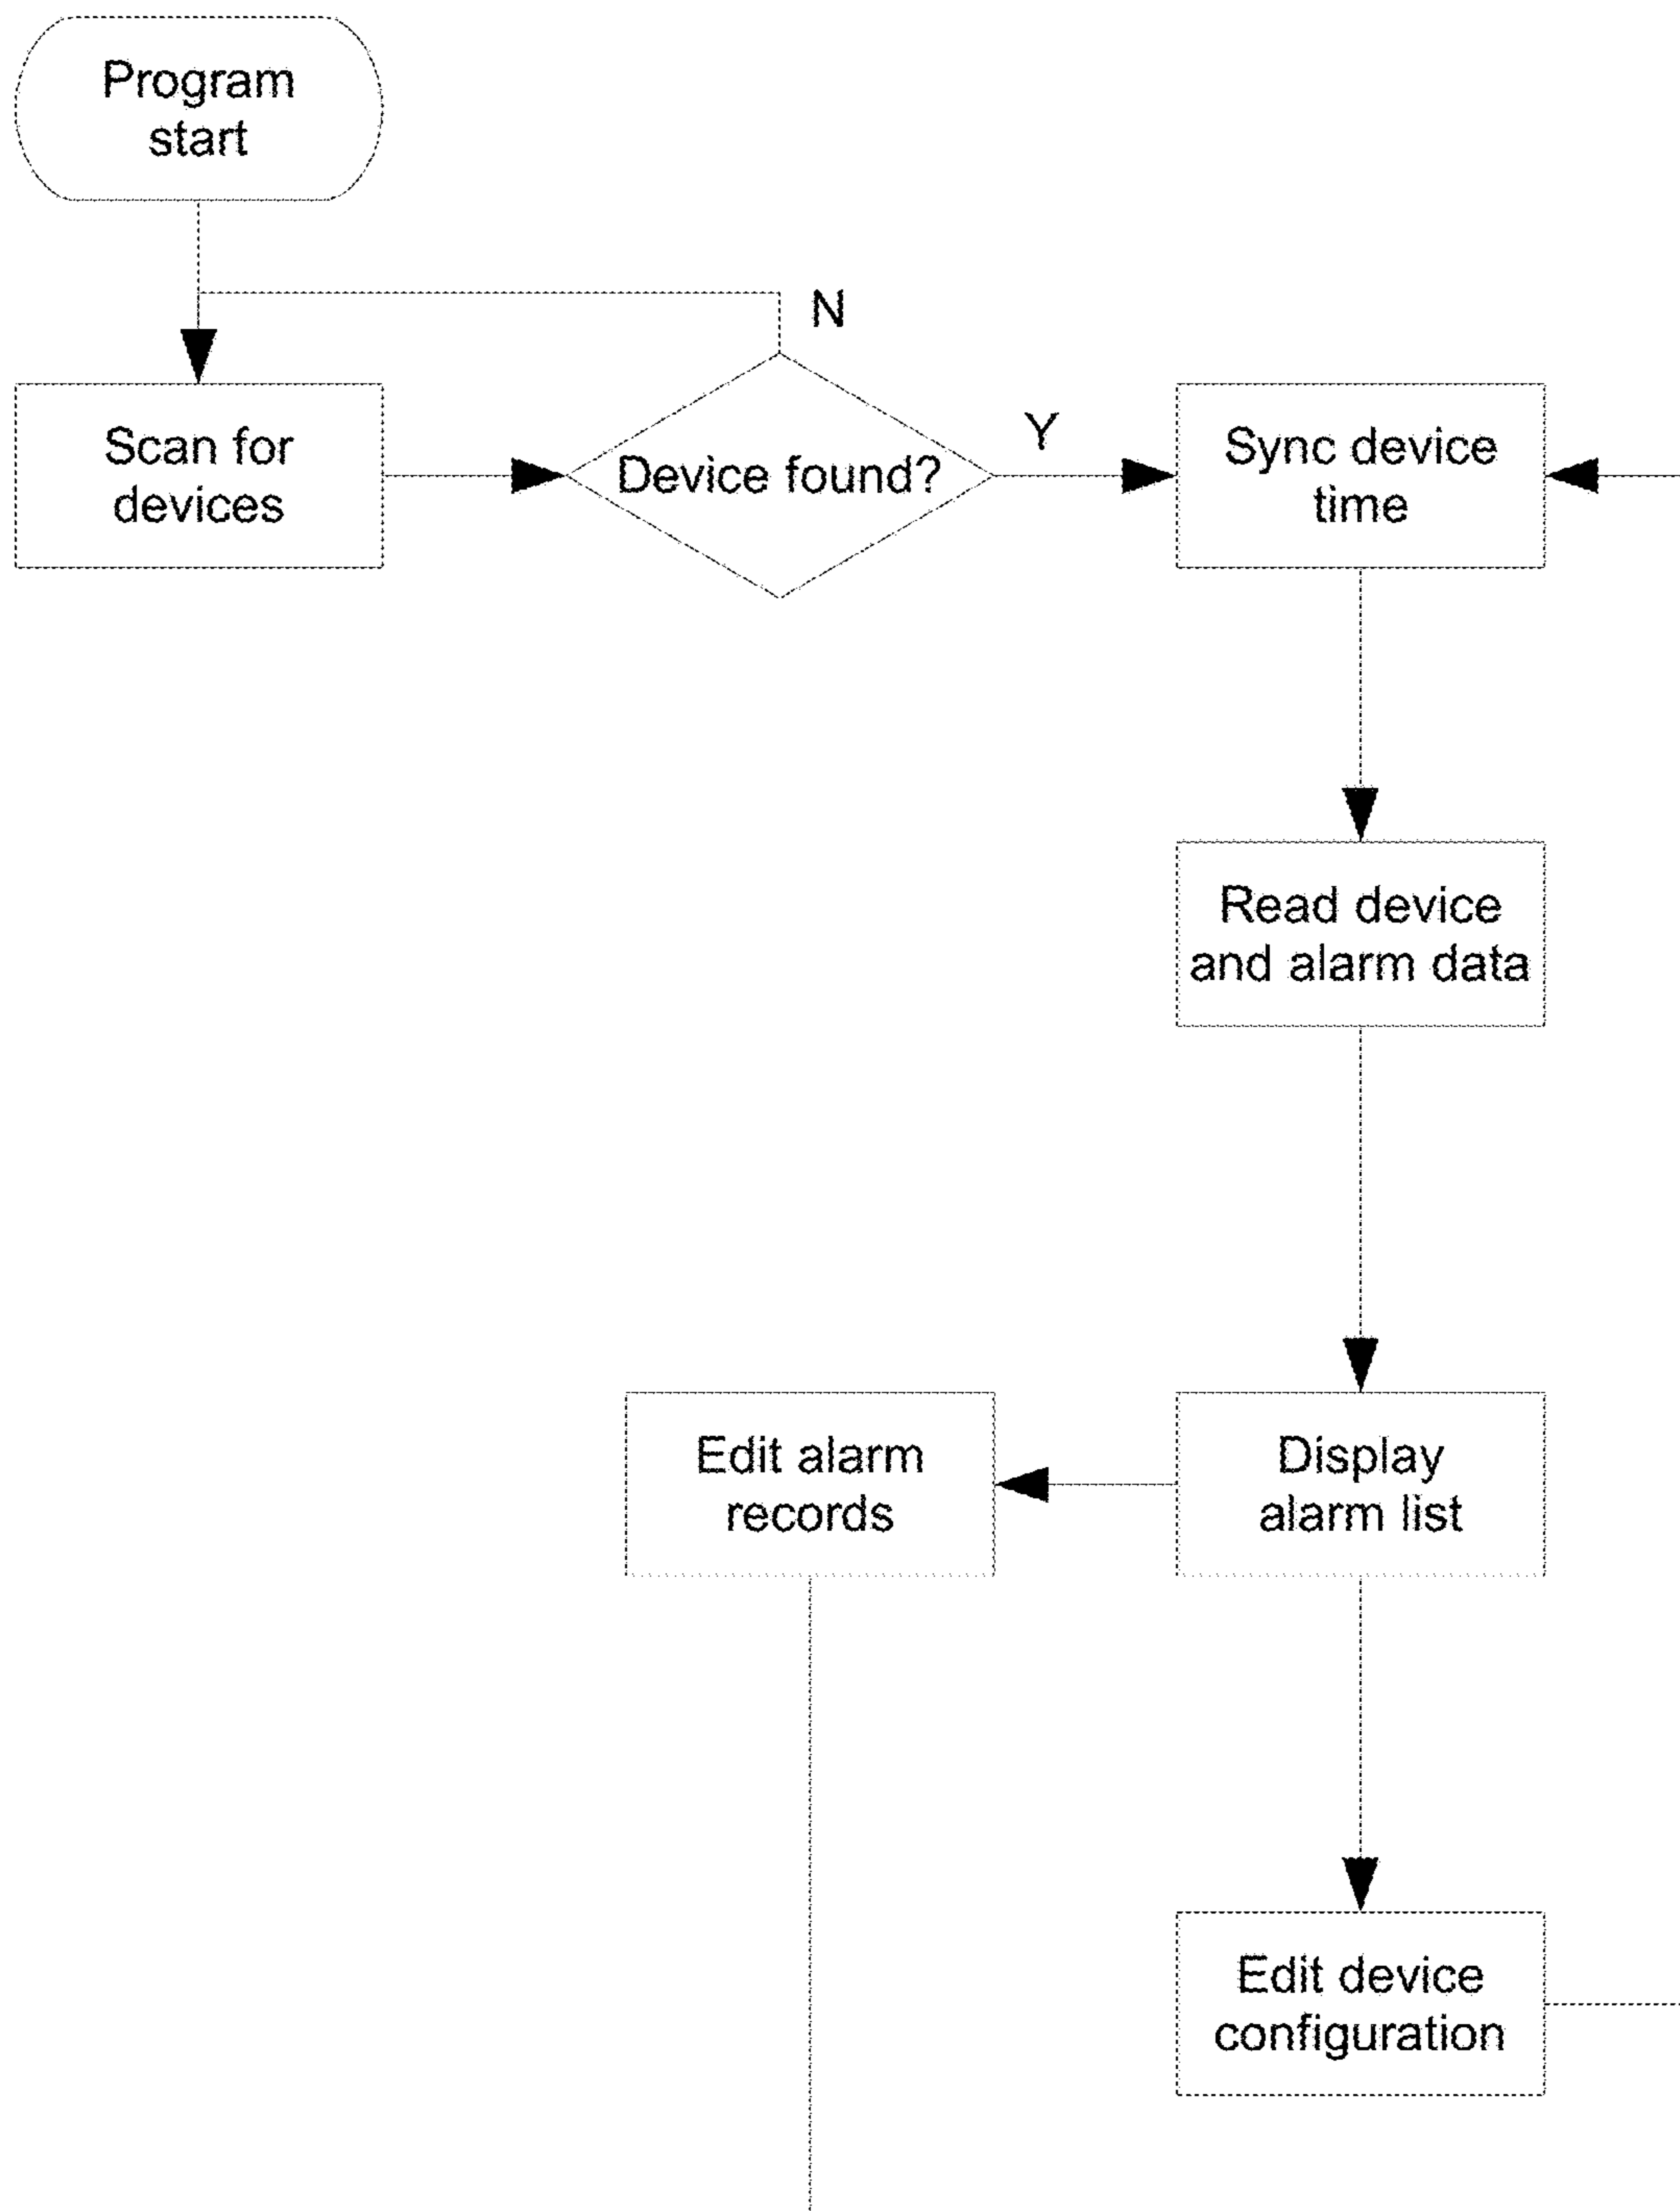 Program
start
N
Scan for
devices
Device found?
Y
Sync device
time
Read device
and alarm data
Edit alarm
records
Display
alarm list
Edit device
configuration